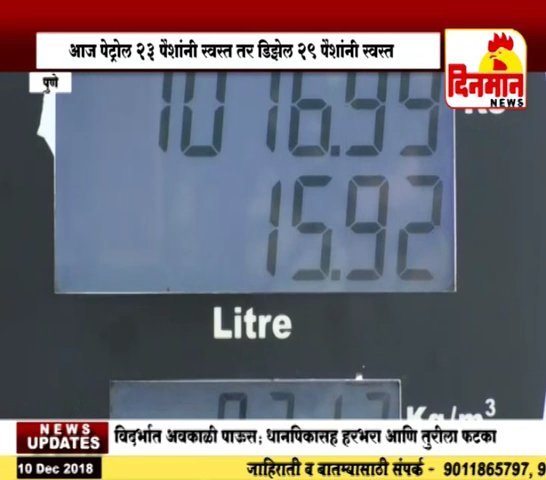 आज पेट्रोल २३ पैशांनी स्वस्त तर डिझेल २९ पैशांनी स्वस्त
दिनमान
NEWS
पुणे
1016.99
15.92
Litre
Kg/m³
NEWS
UPDATES
विदर्भात अवकाळी पाऊस; धानपिकासह हरभरा आणि तुरीला फटका
10 Dec 2018
जाहिराती व बातम्यासाठी संपर्क - 9011865797, 9